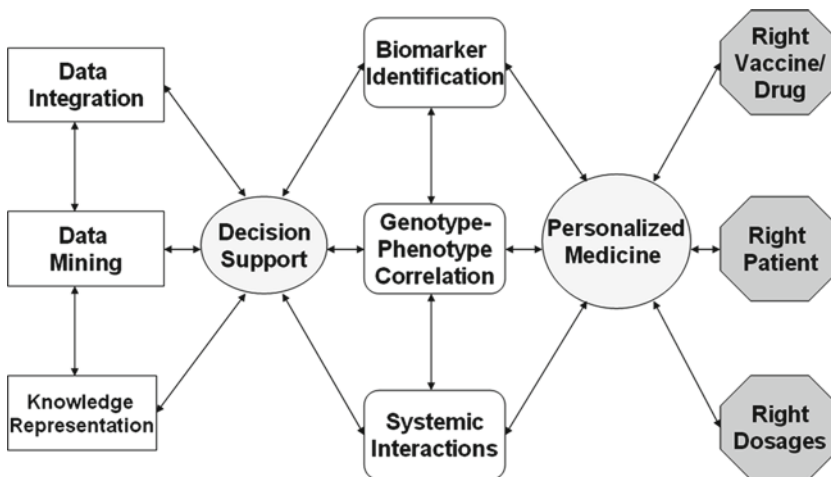 Data
Integration
Data
Mining
Knowledge
Representation
Decision
Support
Biomarker
Identification
Genotype-
Phenotype
Correlation
Systemic
Interactions
Personalized
Medicine
Right
Vaccine/
Drug
Right
Patient
Right
Dosages